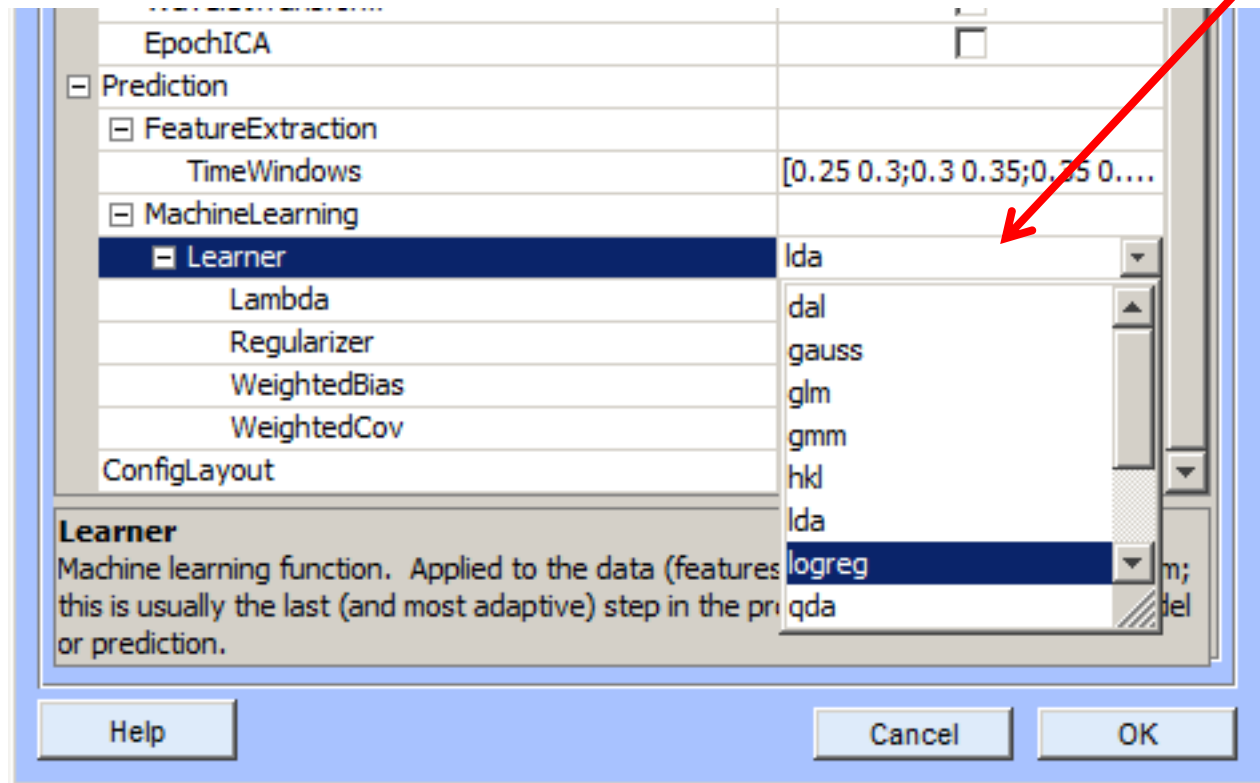 EpochICA
Prediction
FeatureExtraction
TimeWindows [0.25 0.3;0.3 0.35;0.35 0....
MachineLearning
Learner lda
Lambda dal
Regularizer gauss
WeightedBias glm
WeightedCov gmm
ConfigLayout hkl
lda
Learner
Machine learning function. Applied to the data (features logreg m;
this is usually the last (and most adaptive) step in the pr qda del
or prediction.
Help Cancel OK